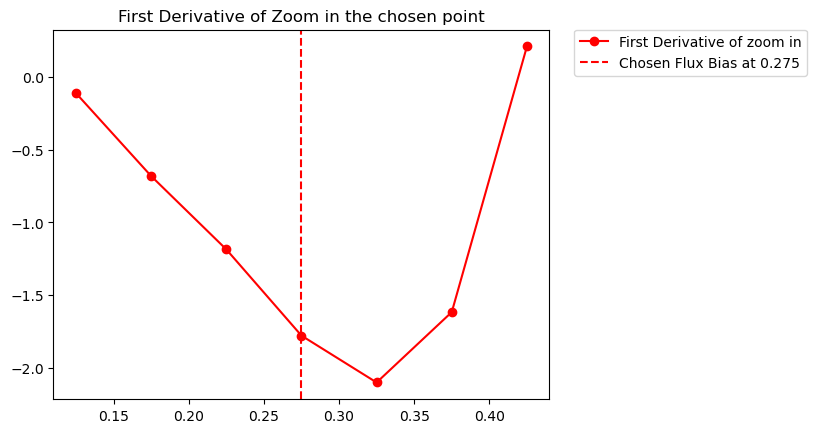 First Derivative of Zoom in the chosen point
First Derivative of zoom in
Chosen Flux Bias at 0.275
0.0
−0.5
−1.0
−1.5
−2.0
0.15 0.20 0.25 0.30 0.35 0.40